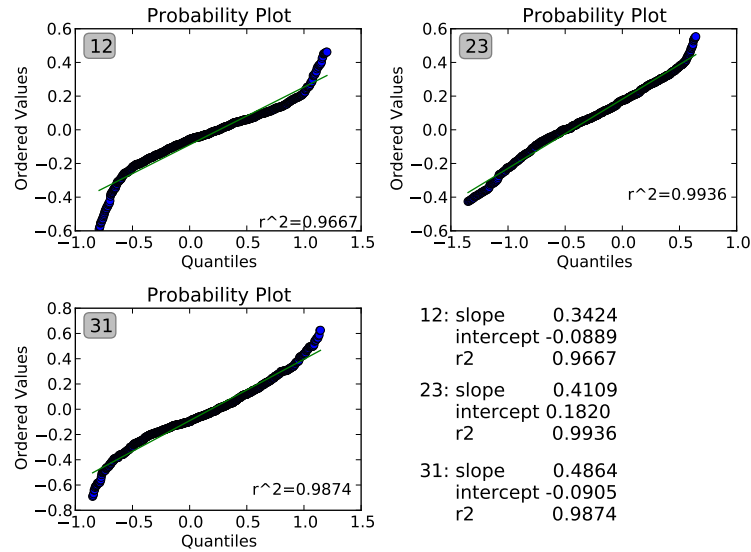 Probability Plot
12
Ordered Values
0.6
0.4
0.2
0.0
−0.2
−0.4
−0.6
r^2=0.9667
−1.0 −0.5 0.0 0.5 1.0 1.5
Quantiles
Probability Plot
23
Ordered Values
0.6
0.4
0.2
0.0
−0.2
−0.4
−0.6
r^2=0.9936
−1.5 −1.0 −0.5 0.0 0.5 1.0
Quantiles
Probability Plot
31
Ordered Values
0.8
0.6
0.4
0.2
0.0
−0.2
−0.4
−0.6
−0.8
r^2=0.9874
−1.0 −0.5 0.0 0.5 1.0 1.5
Quantiles
12: slope 0.3424
intercept -0.0889
r2 0.9667
23: slope 0.4109
intercept 0.1820
r2 0.9936
31: slope 0.4864
intercept -0.0905
r2 0.9874